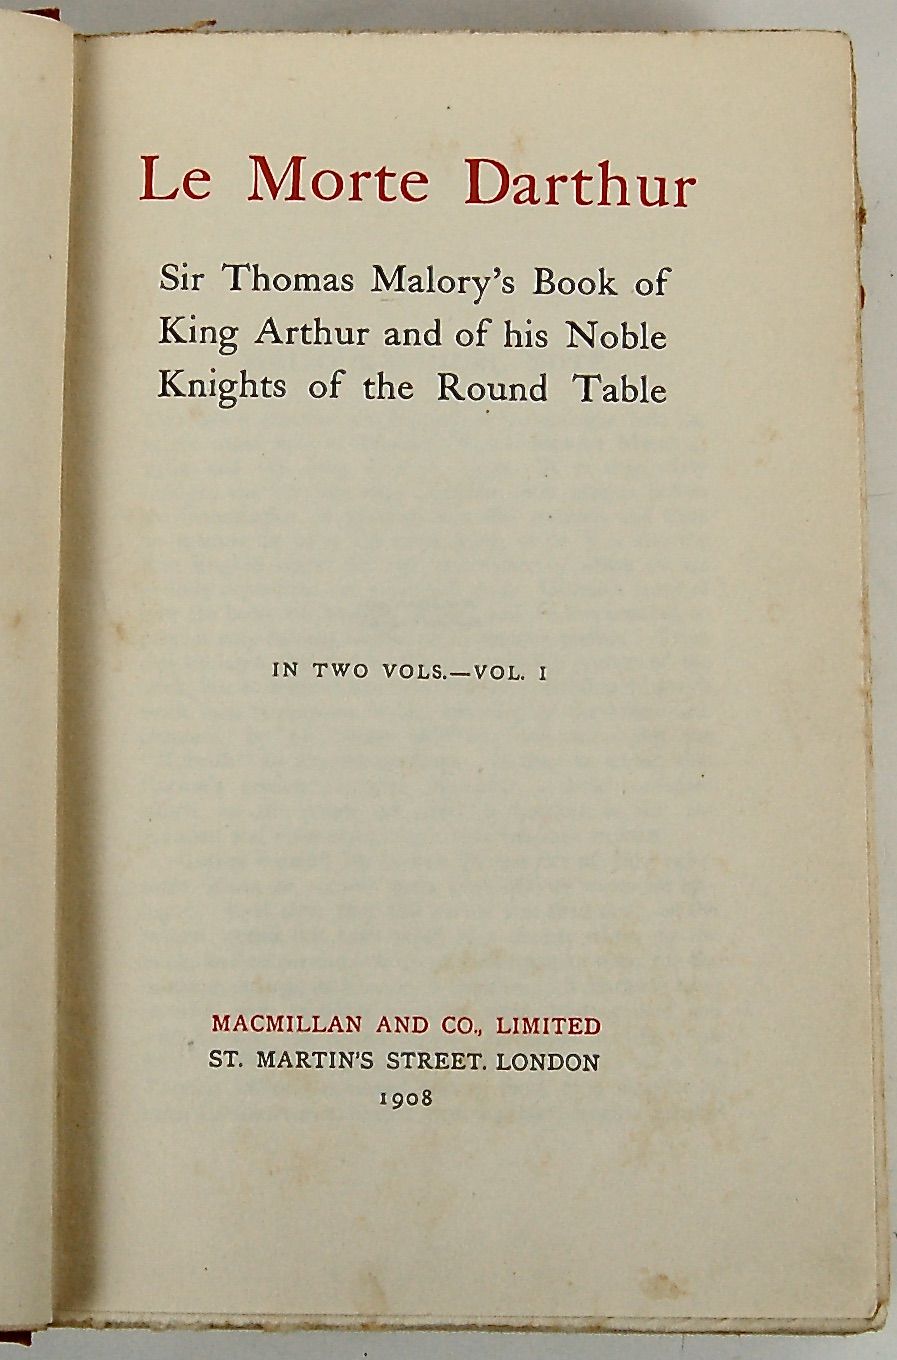 Le Morte Darthur
Sir Thomas Malory’s Book of
King Arthur and of his Noble
Knights of the Round Table
IN TWO VOLS.—VOL. I
MACMILLAN AND CO., LIMITED
ST. MARTIN’S STREET. LONDON
1908